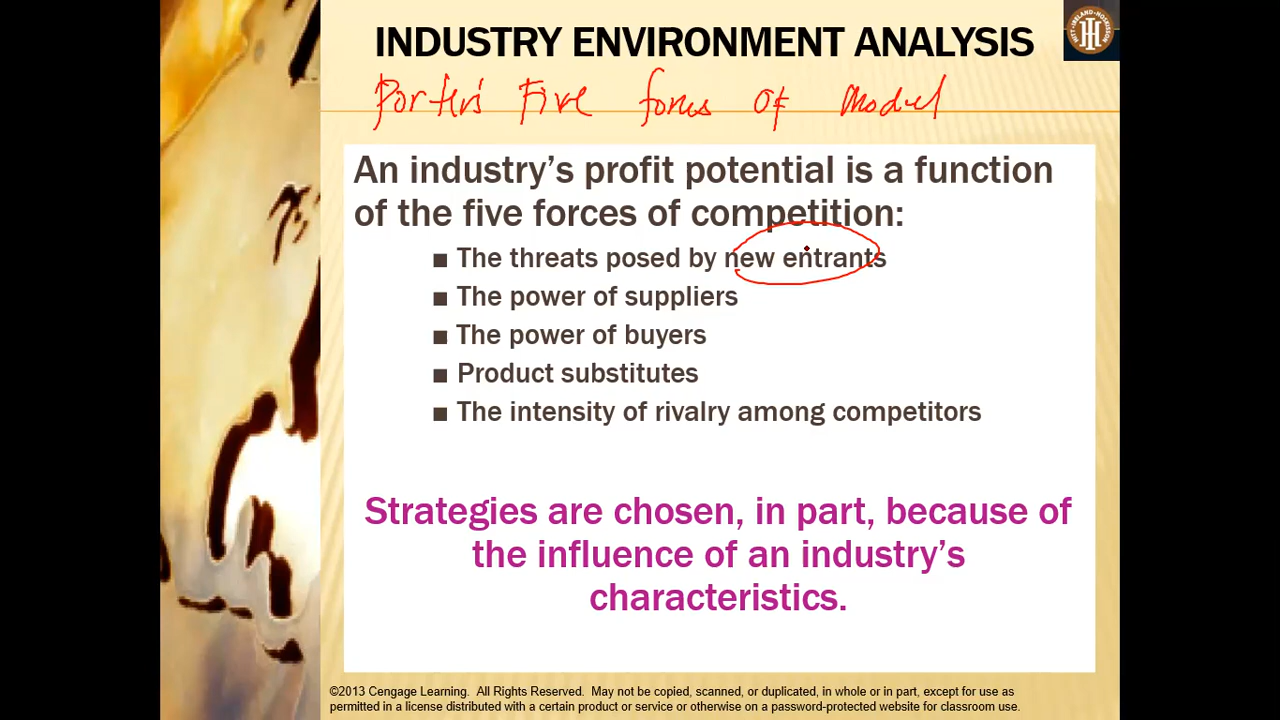 INDUSTRY ENVIRONMENT ANALYSIS
Porter's Five forces of model
An industry's profit potential is a function
of the five forces of competition:
■ The threats posed by new entrants
■ The power of suppliers
■ The power of buyers
■ Product substitutes
■ The intensity of rivalry among competitors
Strategies are chosen, in part, because of
the influence of an industry's
characteristics.
©2013 Cengage Learning. All Rights Reserved. May not be copied, scanned, or duplicated, in whole or in part, except for use as
permitted in a license distributed with a certain product or service or otherwise on a password-protected website for classroom use.